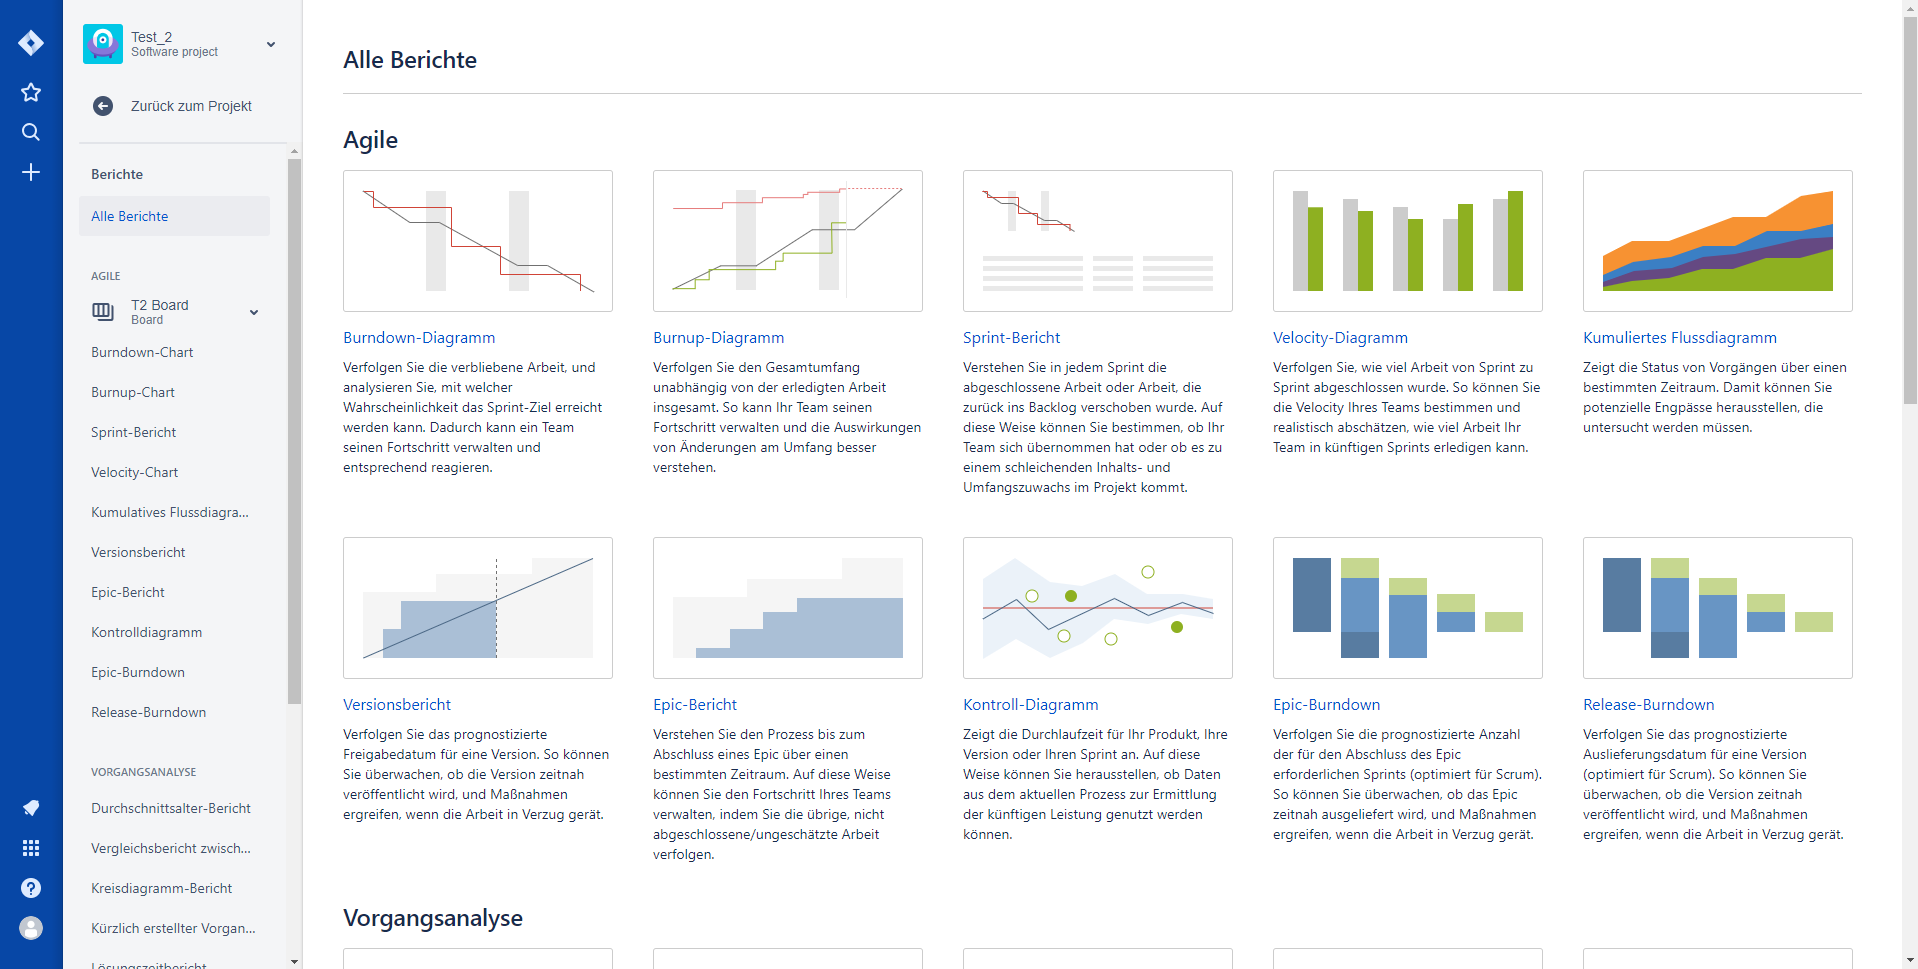 Test_2
Software project
Zurück zum Projekt
Berichte
Alle Berichte
AGILE
T2 Board
Board
Burndown-Chart
Burnup-Chart
Sprint-Bericht
Velocity-Chart
Kumulatives Flussdiagra...
Versionsbericht
Epic-Bericht
Kontrolldiagramm
Epic-Burndown
Release-Burndown
VORGANGSANALYSE
Durchschnittsalter-Bericht
Vergleichsbericht zwisch...
Kreisdiagramm-Bericht
Kürzlich erstellter Vorgan...
Lösungszeitbericht
Alle Berichte
Agile
Burndown-Diagramm
Verfolgen Sie die verbliebene Arbeit, und
analysieren Sie, mit welcher
Wahrscheinlichkeit das Sprint-Ziel erreicht
werden kann. Dadurch kann ein Team
seinen Fortschritt verwalten und
entsprechend reagieren.
Burnup-Diagramm
Verfolgen Sie den Gesamtumfang
unabhängig von der erledigten Arbeit
insgesamt. So kann Ihr Team seinen
Fortschritt verwalten und die Auswirkungen
von Änderungen am Umfang besser
verstehen.
Sprint-Bericht
Verstehen Sie in jedem Sprint die
abgeschlossene Arbeit oder Arbeit, die
zurück ins Backlog verschoben wurde. Auf
diese Weise können Sie bestimmen, ob Ihr
Team sich übernommen hat oder ob es zu
einem schleichenden Inhalts- und
Umfangszuwachs im Projekt kommt.
Velocity-Diagramm
Verfolgen Sie, wie viel Arbeit von Sprint zu
Sprint abgeschlossen wurde. So können Sie
die Velocity Ihres Teams bestimmen und
realistisch abschätzen, wie viel Arbeit Ihr
Team in künftigen Sprints erledigen kann.
Kumuliertes Flussdiagramm
Zeigt die Status von Vorgängen über einen
bestimmten Zeitraum. Damit können Sie
potenzielle Engpässe herausstellen, die
untersucht werden müssen.
Versionsbericht
Verfolgen Sie das prognostizierte
Freigabedatum für eine Version. So können
Sie überwachen, ob die Version zeitnah
veröffentlicht wird, und Maßnahmen
ergreifen, wenn die Arbeit in Verzug gerät.
Epic-Bericht
Verstehen Sie den Prozess bis zum
Abschluss eines Epic über einen
bestimmten Zeitraum. Auf diese Weise
können Sie den Fortschritt Ihres Teams
verwalten, indem Sie die übrige, nicht
abgeschlossene/ungeschätzte Arbeit
verfolgen.
Kontroll-Diagramm
Zeigt die Durchlaufzeit für Ihr Produkt, Ihre
Version oder Ihren Sprint an. Auf diese
Weise können Sie herausstellen, ob Daten
aus dem aktuellen Prozess zur Ermittlung
der künftigen Leistung genutzt werden
können.
Epic-Burndown
Verfolgen Sie die prognostizierte Anzahl
der für den Abschluss des Epic
erforderlichen Sprints (optimiert für Scrum).
So können Sie überwachen, ob das Epic
zeitnah ausgeliefert wird, und Maßnahmen
ergreifen, wenn die Arbeit in Verzug gerät.
Release-Burndown
Verfolgen Sie das prognostizierte
Auslieferungsdatum für eine Version
(optimiert für Scrum). So können Sie
überwachen, ob die Version zeitnah
veröffentlicht wird, und Maßnahmen
ergreifen, wenn die Arbeit in Verzug gerät.
Vorgangsanalyse